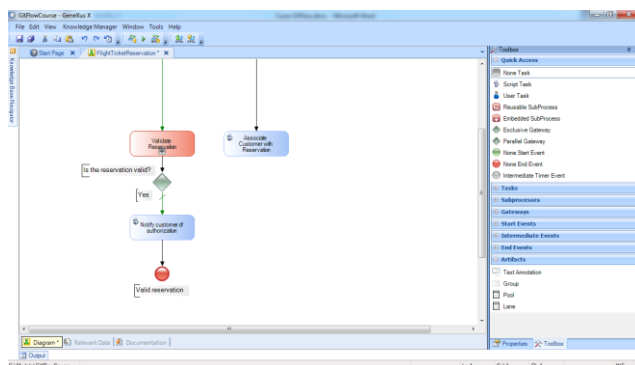 GXFlowCourse - GeneXus X
File Edit View Knowledge Manager Window Tools Help
Start Page
FlightTicketReservation *
Knowledge Base Navigator
Validate
Reservation
Associate
Customer with
Reservation
Is the reservation valid?
Yes
Notify customer of
authorization
Valid reservation
Diagram * Relevant Data Documentation
Output
Toolbox
Quick Access
None Task
Script Task
User Task
Reusable SubProcess
Embedded SubProcess
Exclusive Gateway
Parallel Gateway
None Start Event
None End Event
Intermediate Timer Event
Tasks
Subprocesses
Gateways
Start Events
Intermediate Events
End Events
Artifacts
Text Annotation
Group
Pool
Lane
Properties Toolbox